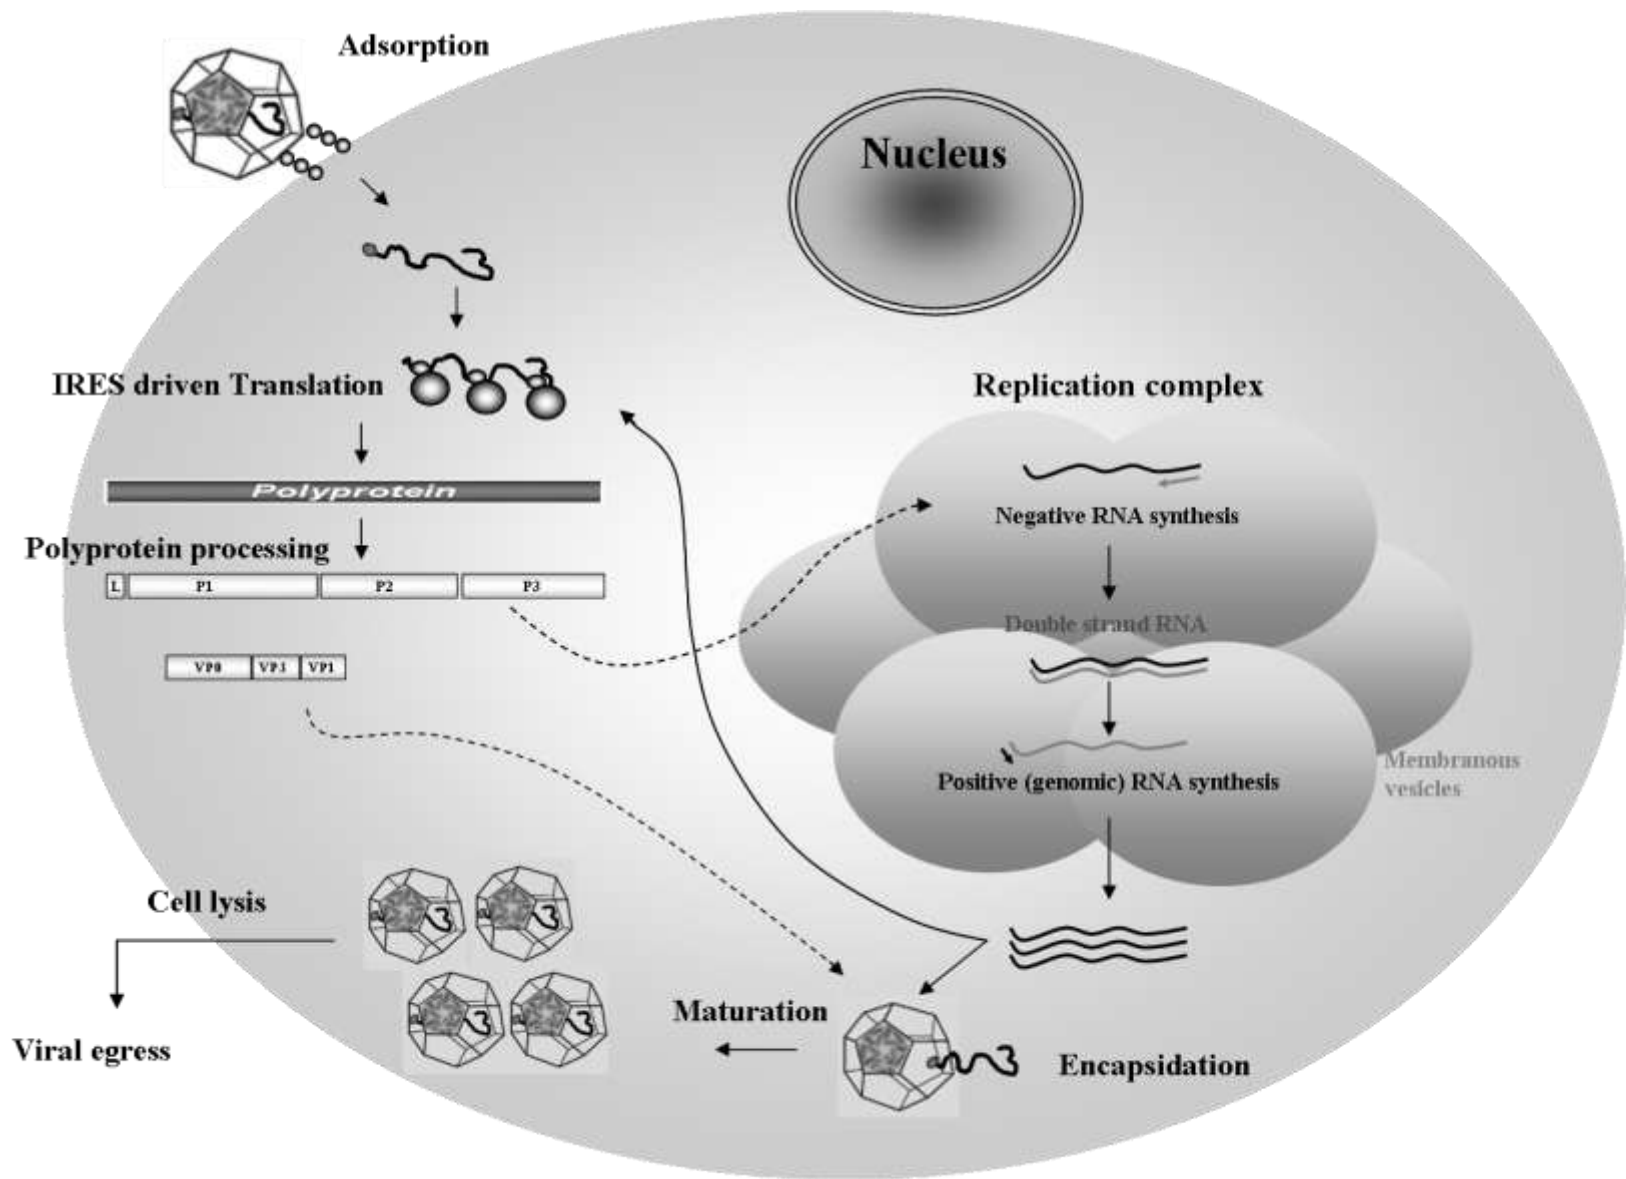 Adsorption
Nucleus
IRES driven Translation
Replication complex
Polyprotein
Negative RNA synthesis
Polyprotein processing
L P1 P2 P3
Double strand RNA
VP0 VP3 VP1
Membranous
vesicles
Positive (genomic) RNA synthesis
Cell lysis
Maturation
Viral egress
Encapsidation